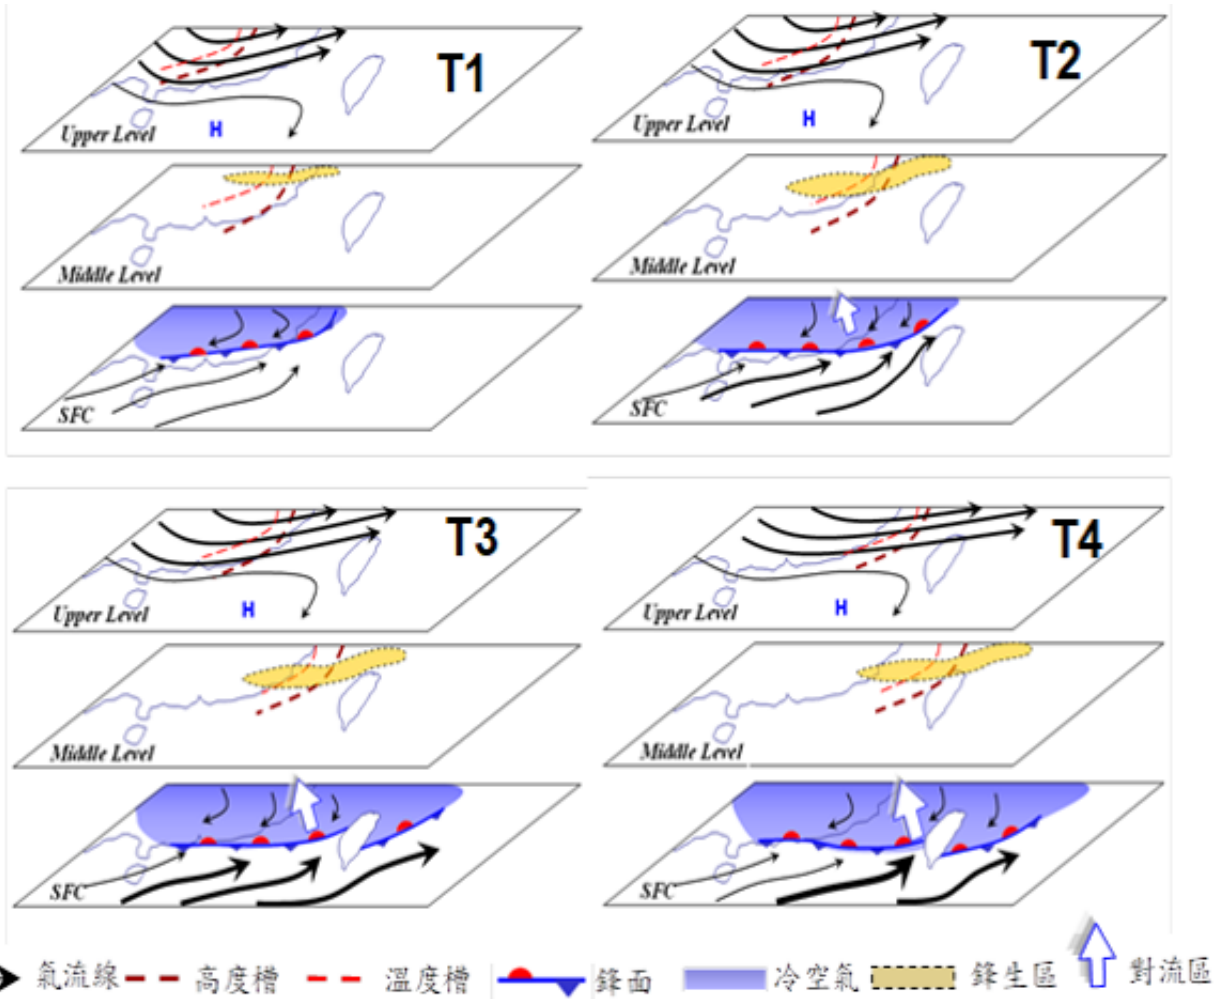 T1
H
Upper Level
T2
H
Upper Level
Middle Level
Middle Level
SFC
SFC
T3
H
Upper Level
T4
H
Upper Level
Middle Level
Middle Level
SFC
SFC
氣流線 高度槽 溫度槽 鋒面 冷空氣 鋒生區 對流區